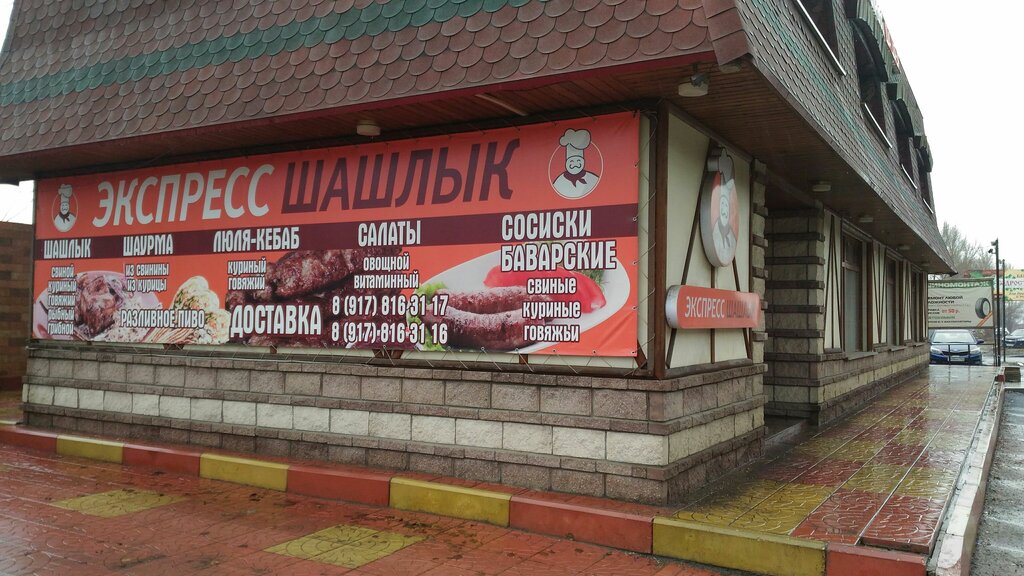 ЭКСПРЕСС ШАШЛЫК
ШАШЛЫК
СВИНОЙ
КУРИНЫЙ
ГОВЯЖИЙ
РЫБНЫЙ
ГРИБНОЙ
ШАУРМА
ИЗ СВИНИНЫ
ИЗ КУРИЦЫ
РАЗЛИВНОЕ ПИВО
ЛЮЛЯ-КЕБАБ
КУРИНЫЙ
ГОВЯЖИЙ
ДОСТАВКА
САЛАТЫ
ОВОЩНОЙ
ВИТАМИННЫЙ
8 (917) 816 31 17
8 (917) 816 31 16
СОСИСКИ
БАВАРСКИЕ
СВИНЫЕ
КУРИНЫЕ
ГОВЯЖЬИ
ЭКСПРЕСС ШАШЛЫК